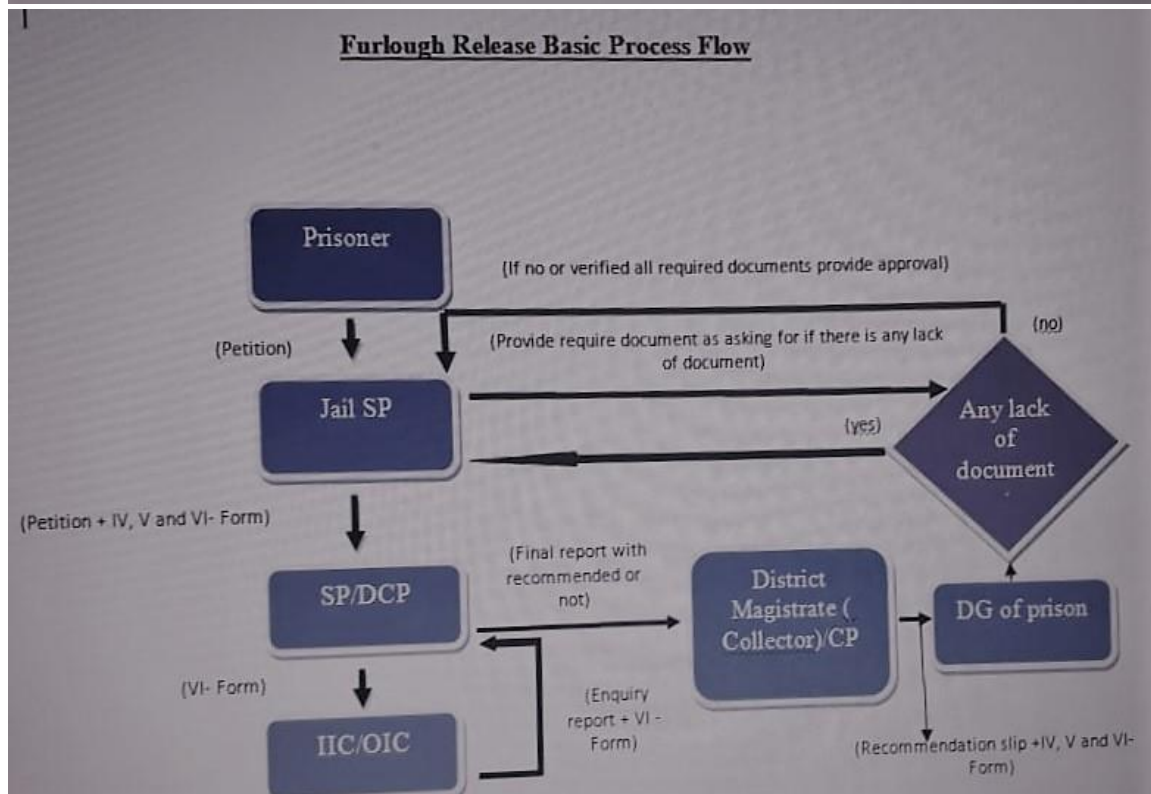 Furlough Release Basic Process Flow
Prisoner
(If no or verified all required documents provide approval)
(no)
(Petition)
(Provide require document as asking for if there is any lack
of document)
Jail SP
Any lack
of
document
(yes)
(Petition + IV, V and VI- Form)
(Final report with
recommended or
not)
SP/DCP
District
Magistrate (
Collector)/CP
DG of prison
(VI- Form)
(Enquiry
report + VI -
Form)
IIC/OIC
(Recommendation slip +IV, V and VI-
Form)